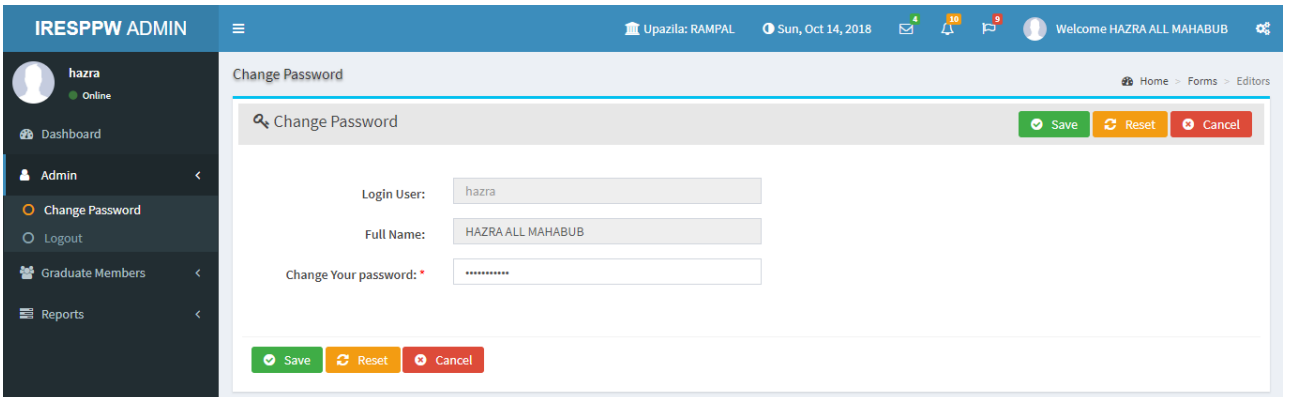 IRESPPW ADMIN
Upazila: RAMPAL Sun, Oct 14, 2018 4 10 9 Welcome HAZRA ALL MAHABUB
hazra
Online
Change Password
Home > Forms > Editors
Change Password
Save Reset Cancel
Dashboard
Admin
Change Password
Logout
Graduate Members
Reports
Login User: hazra
Full Name: HAZRA ALL MAHABUB
Change Your password: * •••••••••••
Save Reset Cancel